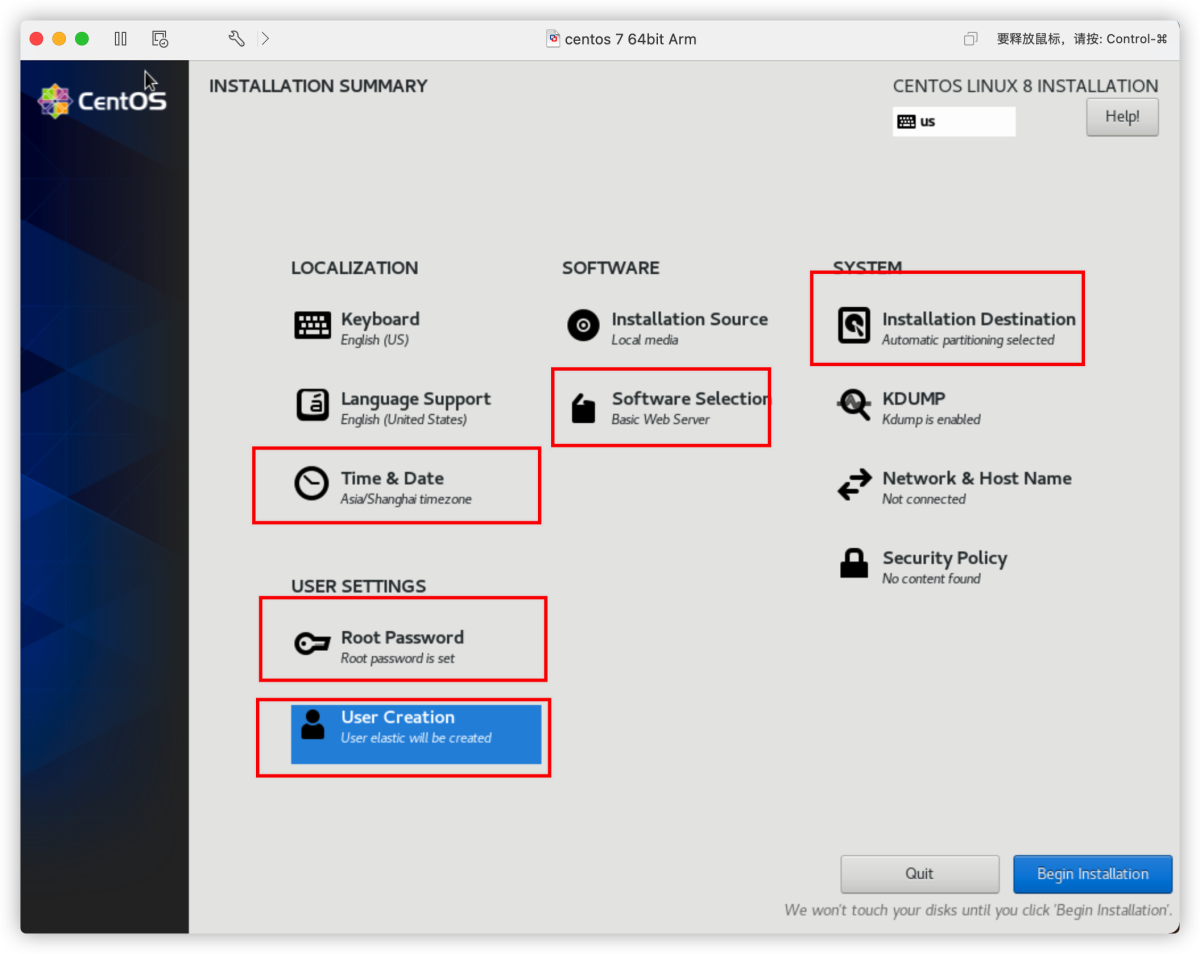 centos 7 64bit Arm
要释放鼠标，请按: Control-⌘
CentOS
INSTALLATION SUMMARY
CENTOS LINUX 8 INSTALLATION
us
Help!
LOCALIZATION
Keyboard
English (US)
Language Support
English (United States)
Time & Date
Asia/Shanghai timezone
USER SETTINGS
Root Password
Root password is set
User Creation
User elastic will be created
SOFTWARE
Installation Source
Local media
Software Selection
Basic Web Server
SYSTEM
Installation Destination
Automatic partitioning selected
KDUMP
Kdump is enabled
Network & Host Name
Not connected
Security Policy
No content found
Quit
Begin Installation
We won't touch your disks until you click 'Begin Installation'.